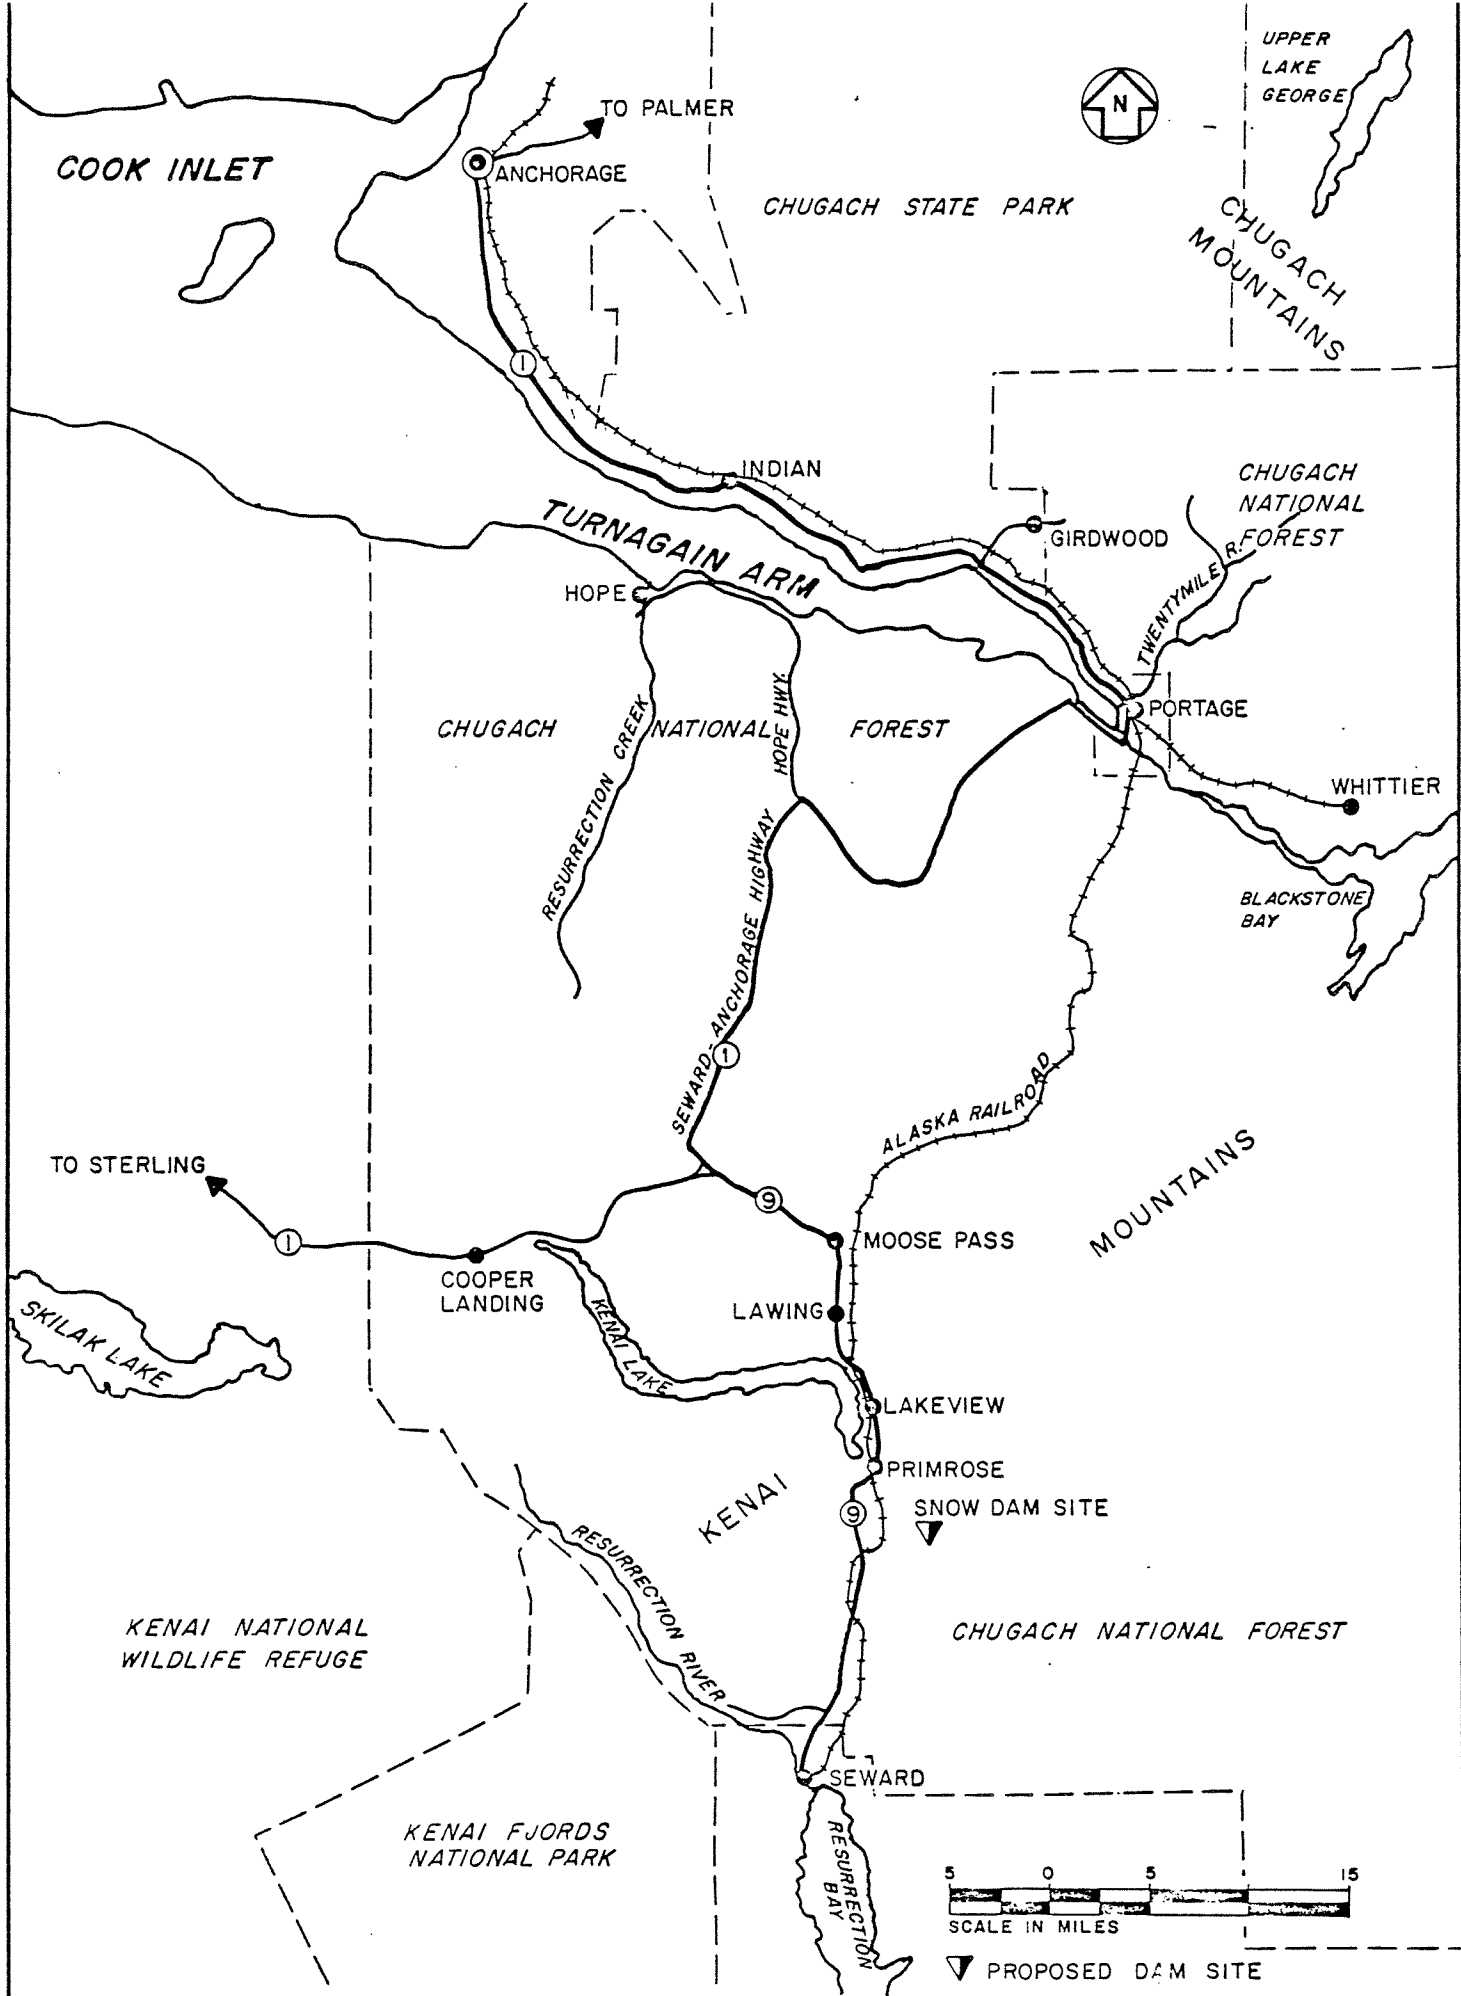 UPPER
LAKE
GEORGE
N
TO PALMER
COOK INLET
ANCHORAGE
CHUGACH STATE PARK
CHUGACH
MOUNTAINS
1
INDIAN
CHUGACH
NATIONAL
FOREST
TURNAGAIN ARM
GIRDWOOD
TWENTYMILE R.
HOPE
RESURRECTION CREEK
HOPE HWY.
CHUGACH NATIONAL FOREST
PORTAGE
WHITTIER
BLACKSTONE
BAY
SEWARD-ANCHORAGE HIGHWAY
1
ALASKA RAILROAD
TO STERLING
9
MOUNTAINS
1
MOOSE PASS
COOPER
LANDING
LAWING
SKILAK LAKE
KENAI LAKE
LAKEVIEW
PRIMROSE
KENAI
9
SNOW DAM SITE
RESURRECTION RIVER
KENAI NATIONAL
WILDLIFE REFUGE
CHUGACH NATIONAL FOREST
SEWARD
KENAI FJORDS
NATIONAL PARK
RESURRECTION
BAY
5 0 5 15
SCALE IN MILES
PROPOSED DAM SITE